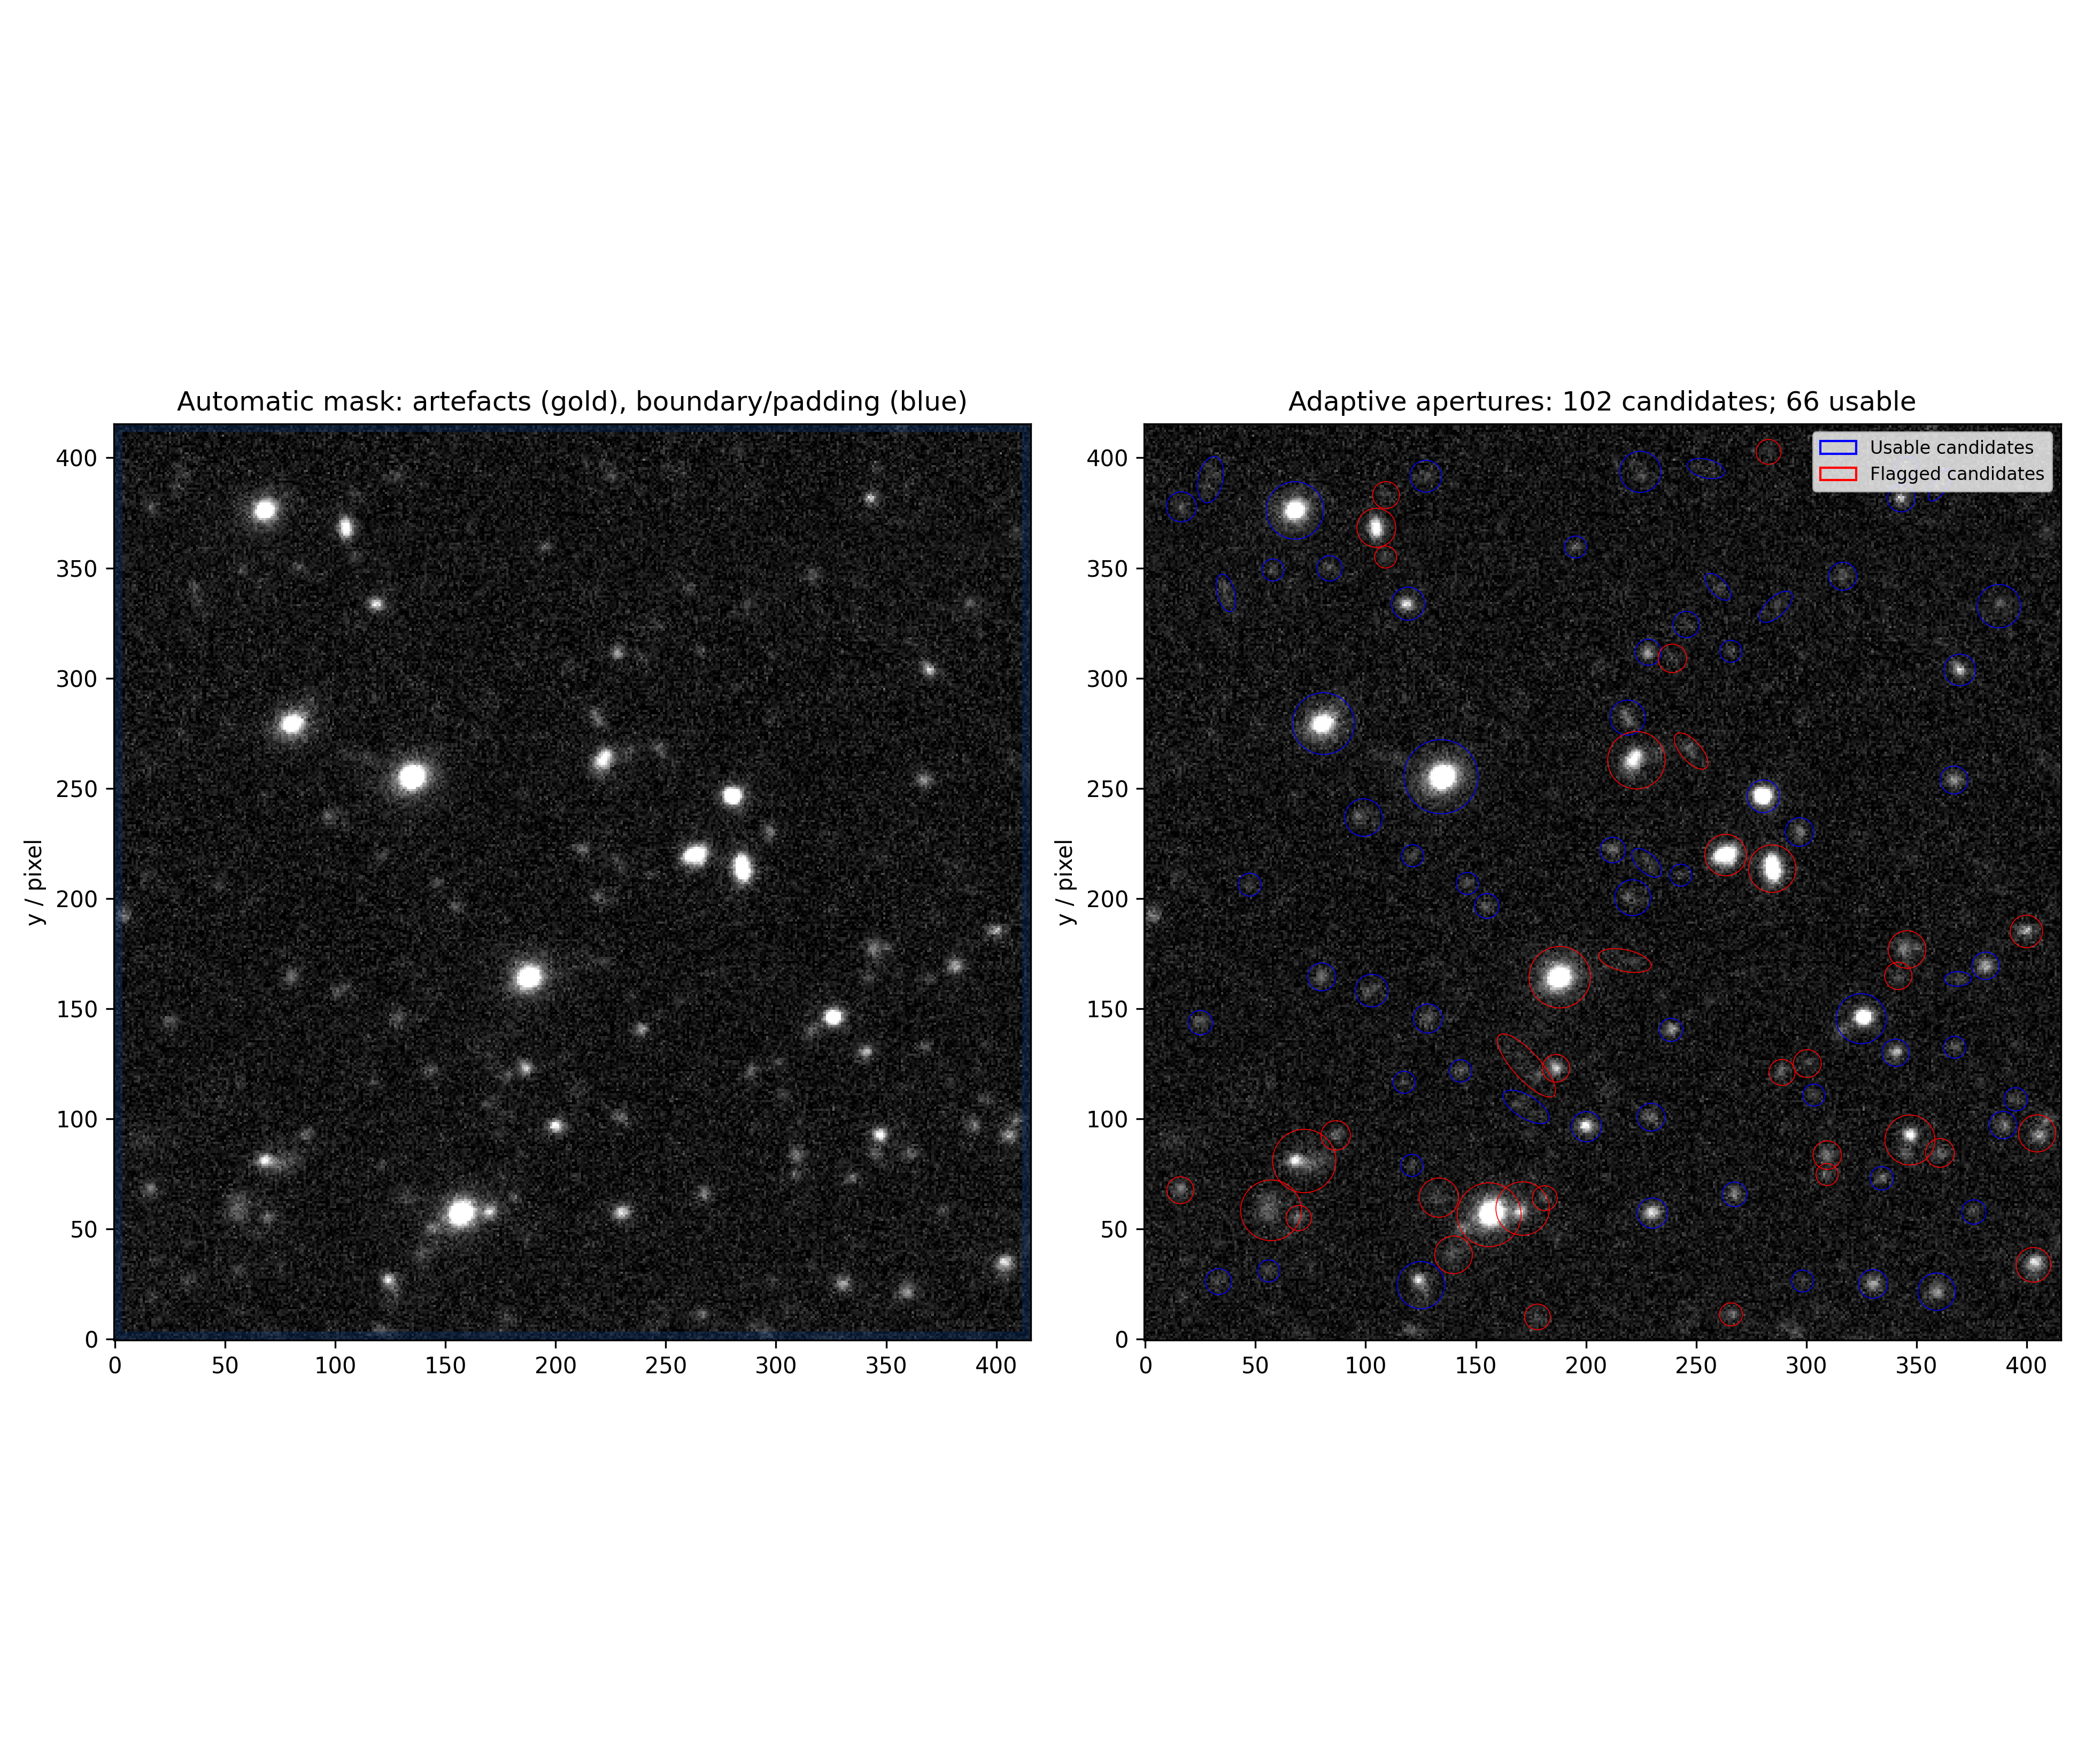 Automatic mask: artefacts (gold), boundary/padding (blue)
y / pixel
400
350
300
250
200
150
100
50
0
0 50 100 150 200 250 300 350 400
Adaptive apertures: 102 candidates; 66 usable
Usable candidates
Flagged candidates
y / pixel
400
350
300
250
200
150
100
50
0
0 50 100 150 200 250 300 350 400